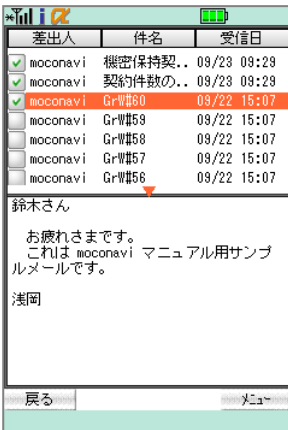 差出人 件名 受信日
moconavi 機密保持契.. 09/23 09:29
moconavi 契約件数の.. 09/23 09:29
moconavi GrW#60 09/22 15:07
moconavi GrW#59 09/22 15:07
moconavi GrW#58 09/22 15:07
moconavi GrW#57 09/22 15:07
moconavi GrW#56 09/22 15:07
鈴木さん
お疲れさまです。
これは moconavi マニュアル用サンプ
ルメールです。
浅岡
戻る ﾒﾆｭｰ